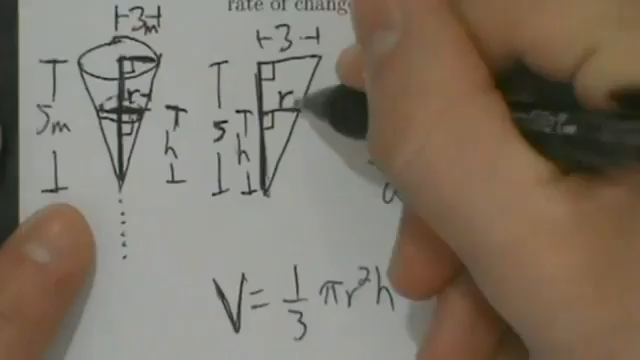 rate of change
3m
3
r
r
5m
h
5
h
V = 1/3 πr²h